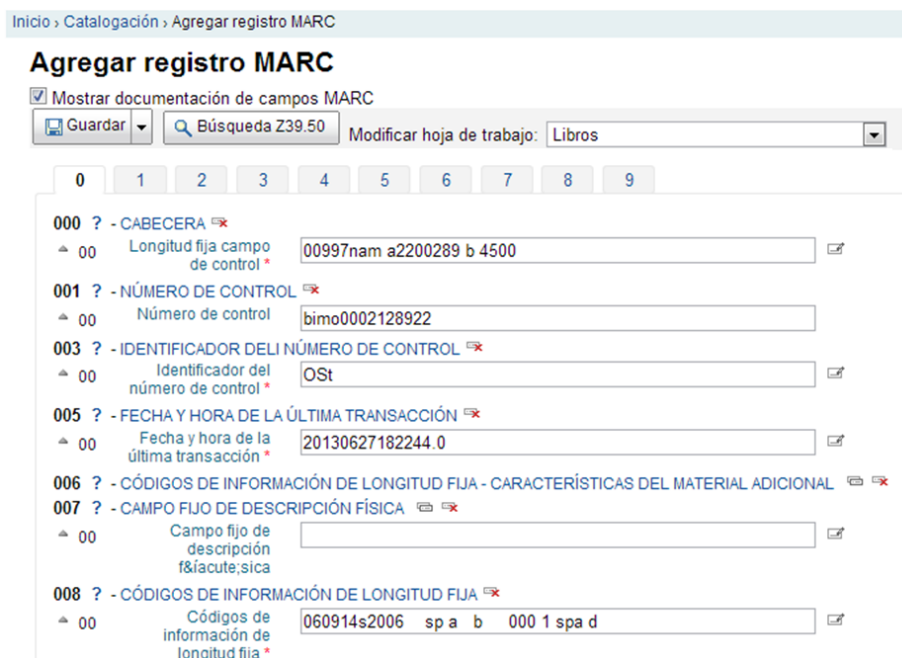 Inicio › Catalogación › Agregar registro MARC
Agregar registro MARC
Mostrar documentación de campos MARC
Guardar Búsqueda Z39.50 Modificar hoja de trabajo: Libros
0 1 2 3 4 5 6 7 8 9
000 ? - CABECERA
00 Longitud fija campo de control * 00997nam a2200289 b 4500
001 ? - NÚMERO DE CONTROL
00 Número de control bimo0002128922
003 ? - IDENTIFICADOR DELI NÚMERO DE CONTROL
00 Identificador del número de control * OSt
005 ? - FECHA Y HORA DE LA ÚLTIMA TRANSACCIÓN
00 Fecha y hora de la última transacción * 20130627182244.0
006 ? - CÓDIGOS DE INFORMACIÓN DE LONGITUD FIJA - CARACTERÍSTICAS DEL MATERIAL ADICIONAL
007 ? - CAMPO FIJO DE DESCRIPCIÓN FÍSICA
00 Campo fijo de descripción f&iacute;sica
008 ? - CÓDIGOS DE INFORMACIÓN DE LONGITUD FIJA
00 Códigos de información de longitud fija * 060914s2006 sp a b 000 1 spa d